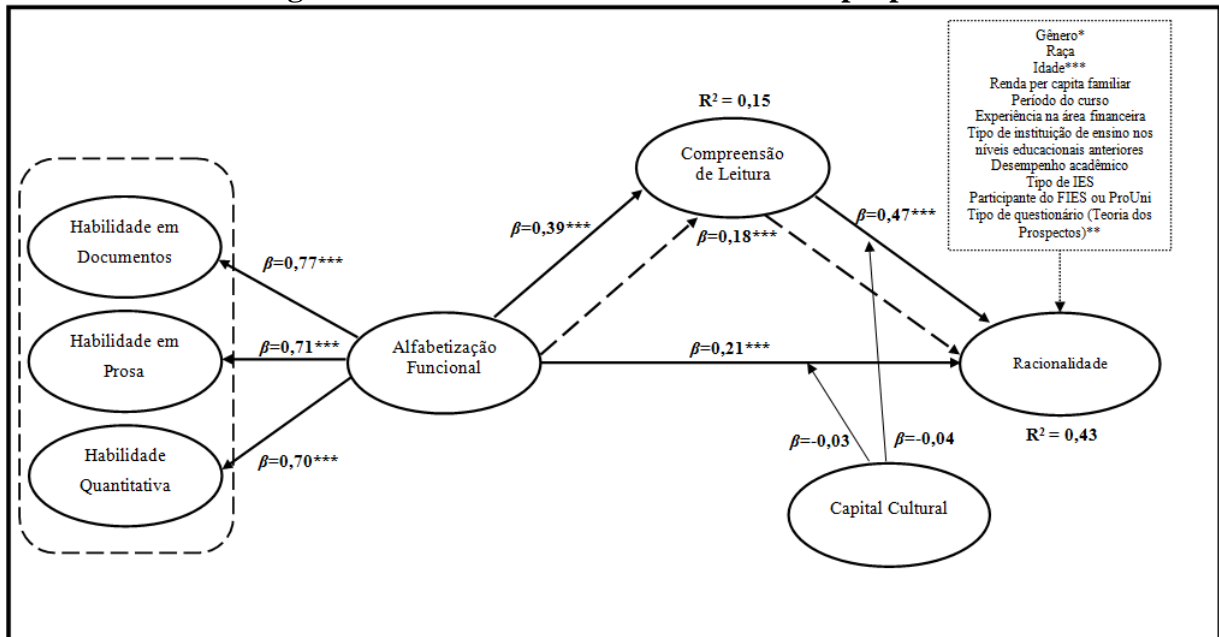 Gênero*
Raça
Idade***
Renda per capita familiar
Período do curso
Experiência na área financeira
Tipo de instituição de ensino nos
níveis educacionais anteriores
Desempenho acadêmico
Tipo de IES
Participante do FIES ou ProUni
Tipo de questionário (Teoria dos
Prospectos)**
R² = 0,15
Compreensão
de Leitura
Habilidade em
Documentos
β=0,39***
β=0,18***
β=0,47***
β=0,77***
Habilidade em
Prosa
β=0,71***
Alfabetização
Funcional
β=0,21***
Racionalidade
R² = 0,43
β=-0,03
β=-0,04
Habilidade
Quantitativa
β=0,70***
Capital Cultural